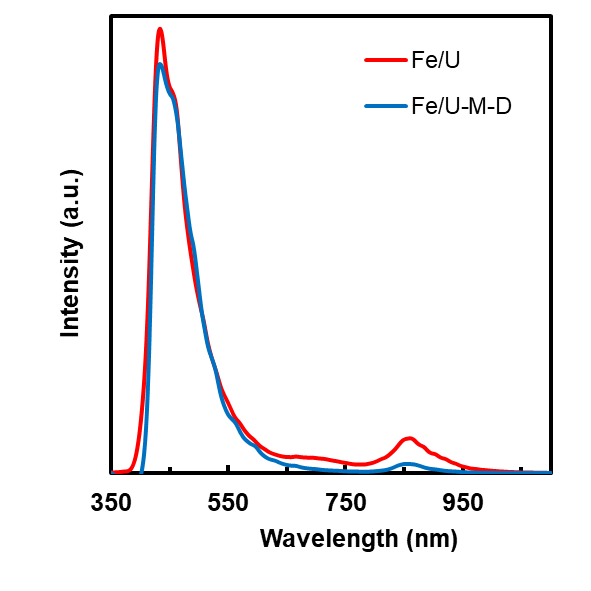 Fe/U
Fe/U-M-D
Intensity (a.u.)
350 550 750 950
Wavelength (nm)